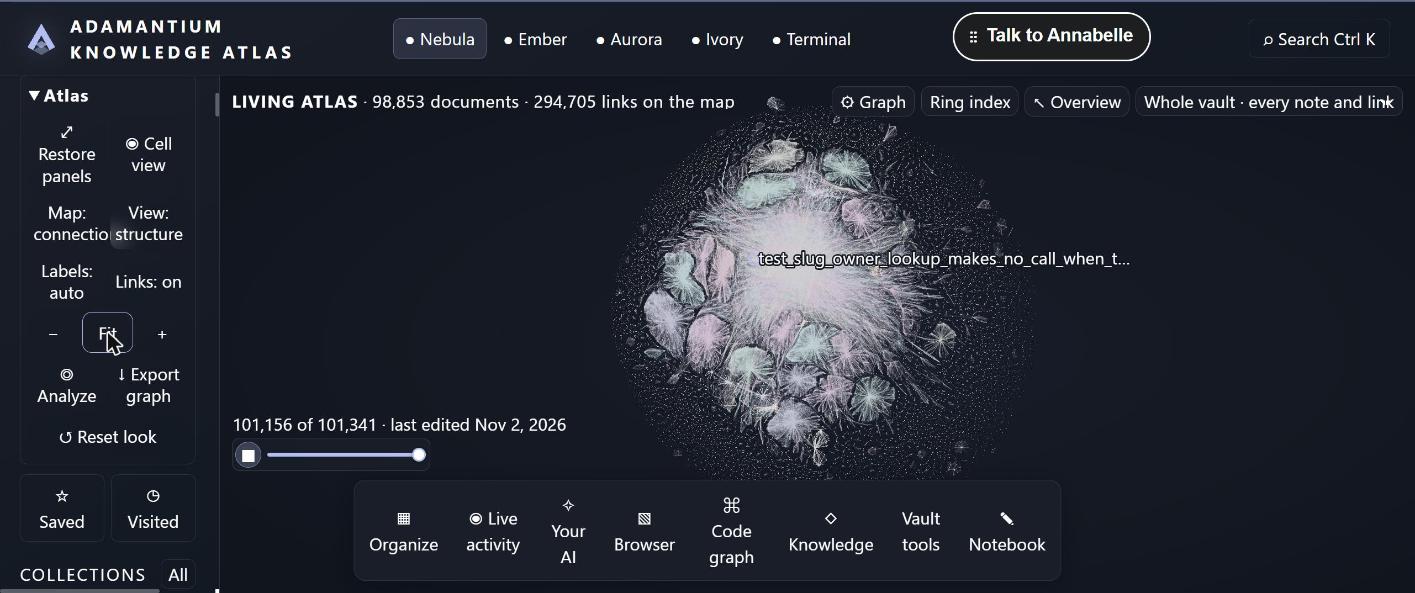 ADAMANTIUM
KNOWLEDGE ATLAS
Nebula
Ember
Aurora
Ivory
Terminal
Talk to Annabelle
Search Ctrl K
Atlas
Restore
panels
Cell
view
Map:
connectio
View:
structure
Labels:
auto
Links: on
−
Fit
+
Analyze
Export
graph
Reset look
Saved
Visited
COLLECTIONS
All
LIVING ATLAS · 98,853 documents · 294,705 links on the map
Graph
Ring index
Overview
Whole vault · every note and link
test_slug_owner_lookup_makes_no_call_when_t...
101,156 of 101,341 · last edited Nov 2, 2026
Organize
Live
activity
Your
AI
Browser
Code
graph
Knowledge
Vault
tools
Notebook